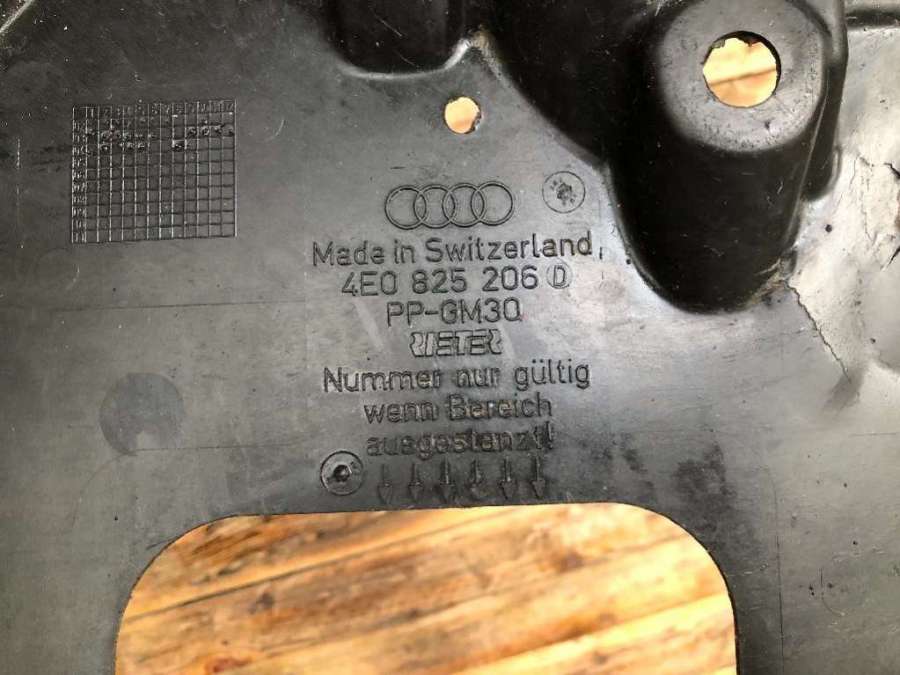 Made in Switzerland
4E0 825 206 D
PP-GM30
RIETER
Nummer nur gültig
wenn Bereich
ausgestanzt!